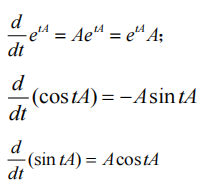 d/dt e^{tA} = Ae^{tA} = e^{tA} A;
d/dt (cos tA) = −A sin tA
d/dt (sin tA) = A cos tA